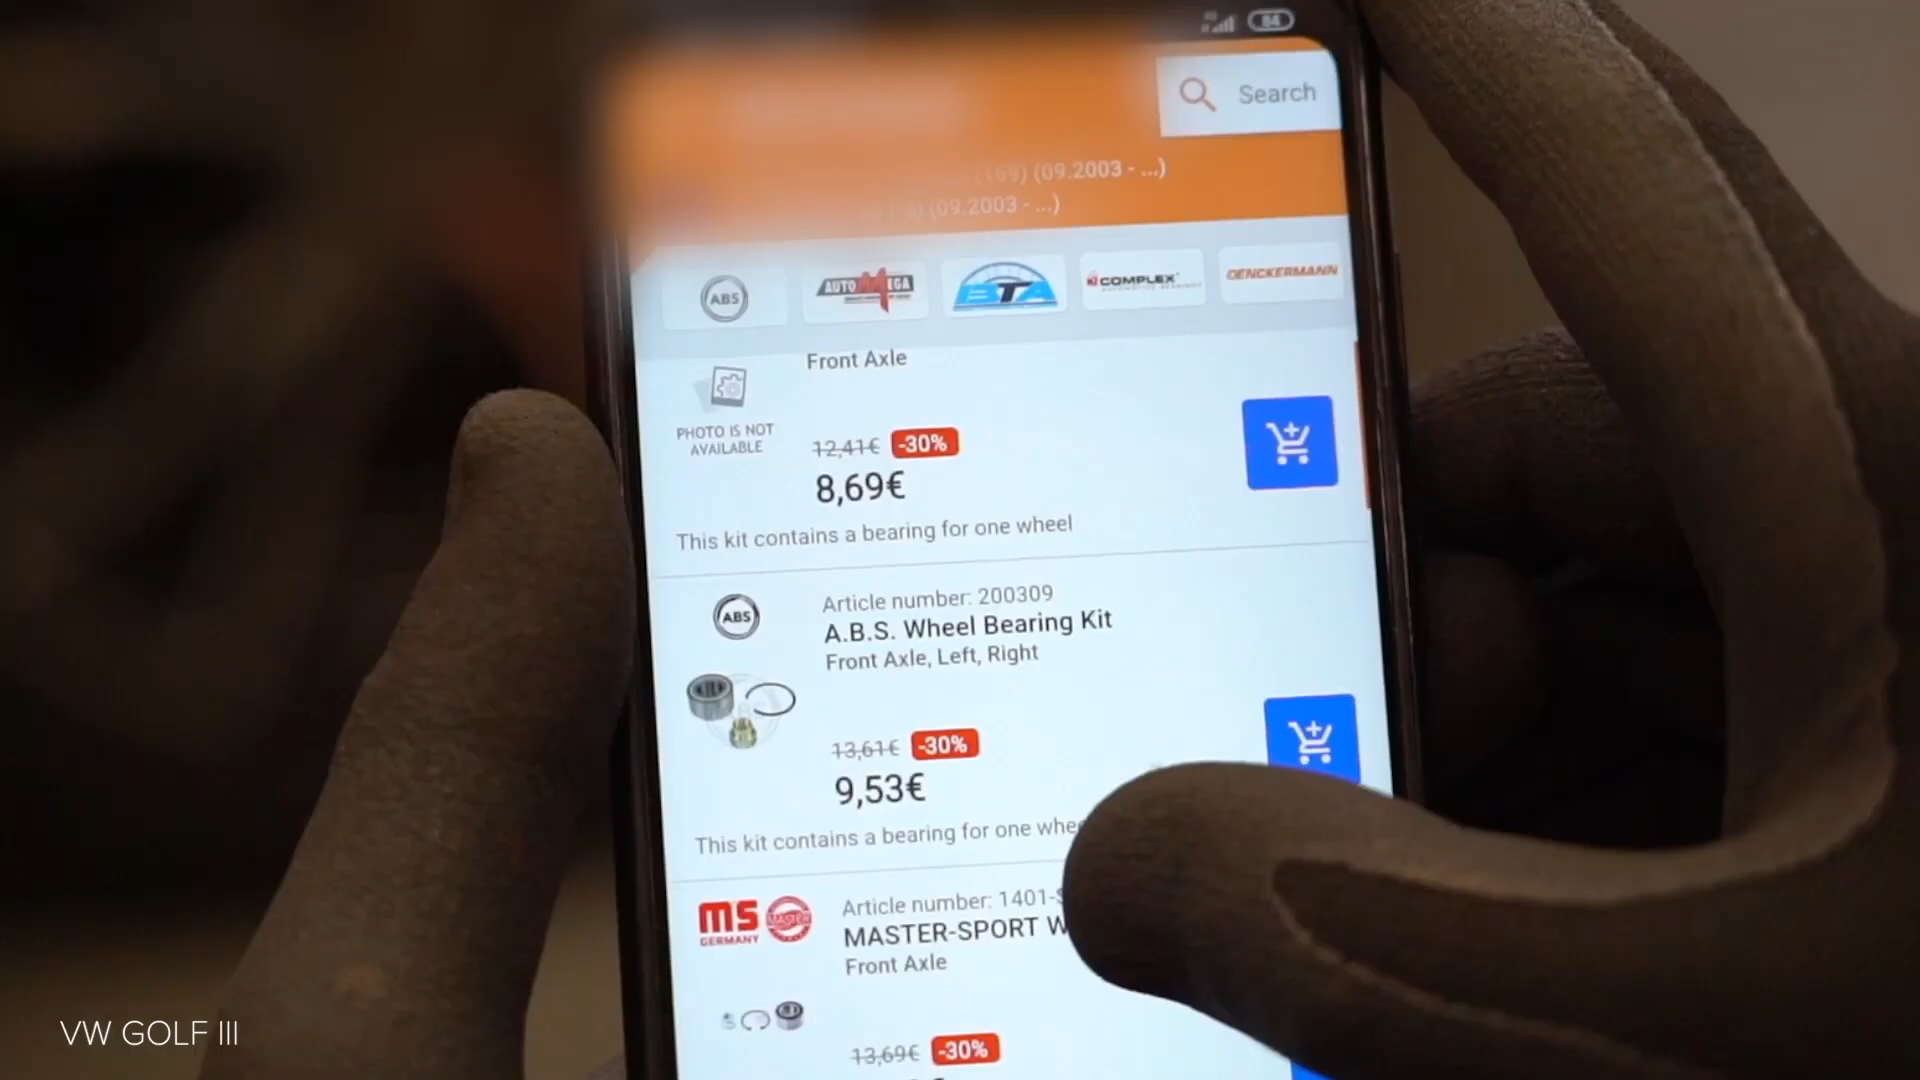 84
Search
(169) (09.2003 - ...)
(09.2003 - ...)
ABS
AUTOMEGA
BTA
COMPLEX
DENCKERMANN
Front Axle
PHOTO IS NOT
AVAILABLE
12,41€ -30%
8,69€
This kit contains a bearing for one wheel
ABS
Article number: 200309
A.B.S. Wheel Bearing Kit
Front Axle, Left, Right
13,61€ -30%
9,53€
This kit contains a bearing for one whee
MS
GERMANY
MASTER
Article number: 1401-
MASTER-SPORT W
Front Axle
13,69€ -30%
VW GOLF III